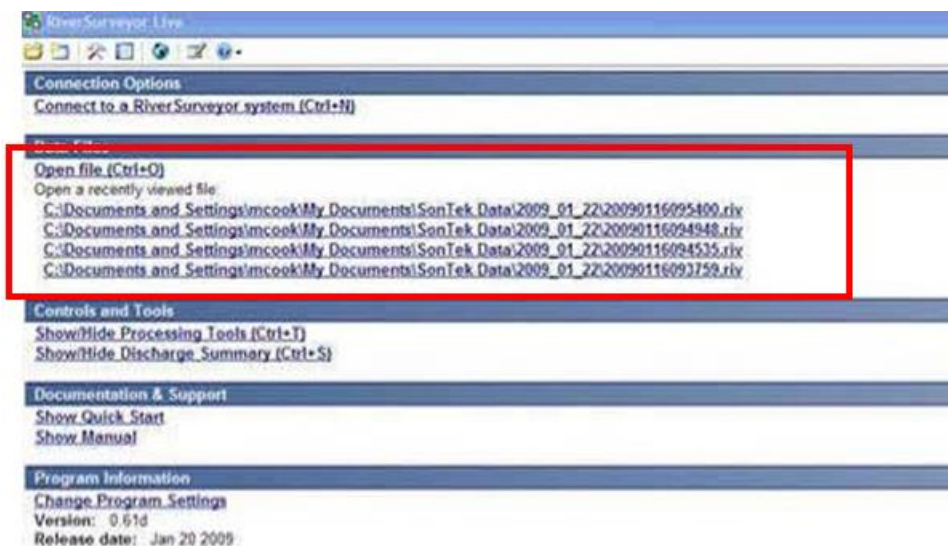 RiverSurveyor Live
Connection Options
Connect to a RiverSurveyor system (Ctrl+N)
Data Files
Open file (Ctrl+O)
Open a recently viewed file:
C:\Documents and Settings\mcook\My Documents\SonTek Data\2009_01_22\20090116095400.riv
C:\Documents and Settings\mcook\My Documents\SonTek Data\2009_01_22\20090116094948.riv
C:\Documents and Settings\mcook\My Documents\SonTek Data\2009_01_22\20090116094535.riv
C:\Documents and Settings\mcook\My Documents\SonTek Data\2009_01_22\20090116093759.riv
Controls and Tools
Show/Hide Processing Tools (Ctrl+T)
Show/Hide Discharge Summary (Ctrl+S)
Documentation & Support
Show Quick Start
Show Manual
Program Information
Change Program Settings
Version: 0.61d
Release date: Jan 20 2009